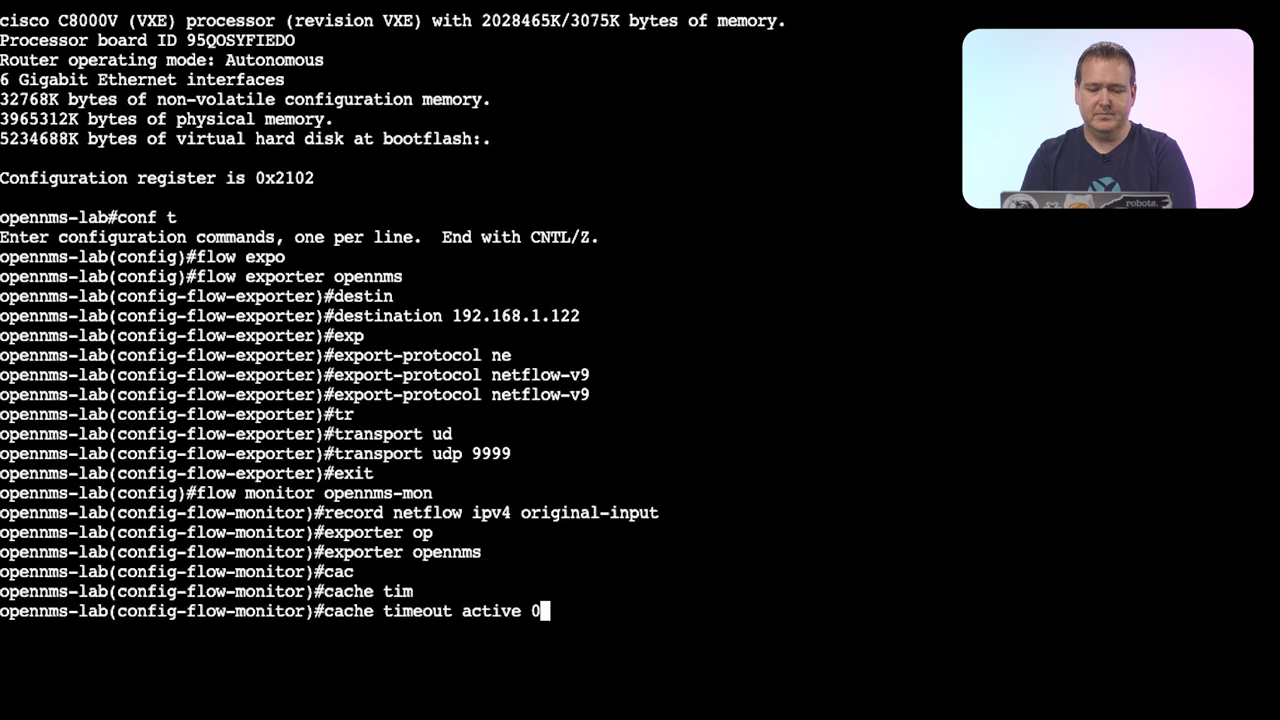 cisco C8000V (VXE) processor (revision VXE) with 2028465K/3075K bytes of memory.
Processor board ID 95QOSYFIEDO
Router operating mode: Autonomous
6 Gigabit Ethernet interfaces
32768K bytes of non-volatile configuration memory.
3965312K bytes of physical memory.
5234688K bytes of virtual hard disk at bootflash:.
Configuration register is 0x2102
opennms-lab#conf t
Enter configuration commands, one per line.  End with CNTL/Z.
opennms-lab(config)#flow expo
opennms-lab(config)#flow exporter opennms
opennms-lab(config-flow-exporter)#destin
opennms-lab(config-flow-exporter)#destination 192.168.1.122
opennms-lab(config-flow-exporter)#exp
opennms-lab(config-flow-exporter)#export-protocol ne
opennms-lab(config-flow-exporter)#export-protocol netflow-v9
opennms-lab(config-flow-exporter)#export-protocol netflow-v9
opennms-lab(config-flow-exporter)#tr
opennms-lab(config-flow-exporter)#transport ud
opennms-lab(config-flow-exporter)#transport udp 9999
opennms-lab(config-flow-exporter)#exit
opennms-lab(config)#flow monitor opennms-mon
opennms-lab(config-flow-monitor)#record netflow ipv4 original-input
opennms-lab(config-flow-monitor)#exporter op
opennms-lab(config-flow-monitor)#exporter opennms
opennms-lab(config-flow-monitor)#cac
opennms-lab(config-flow-monitor)#cache tim
opennms-lab(config-flow-monitor)#cache timeout active 0
robots.